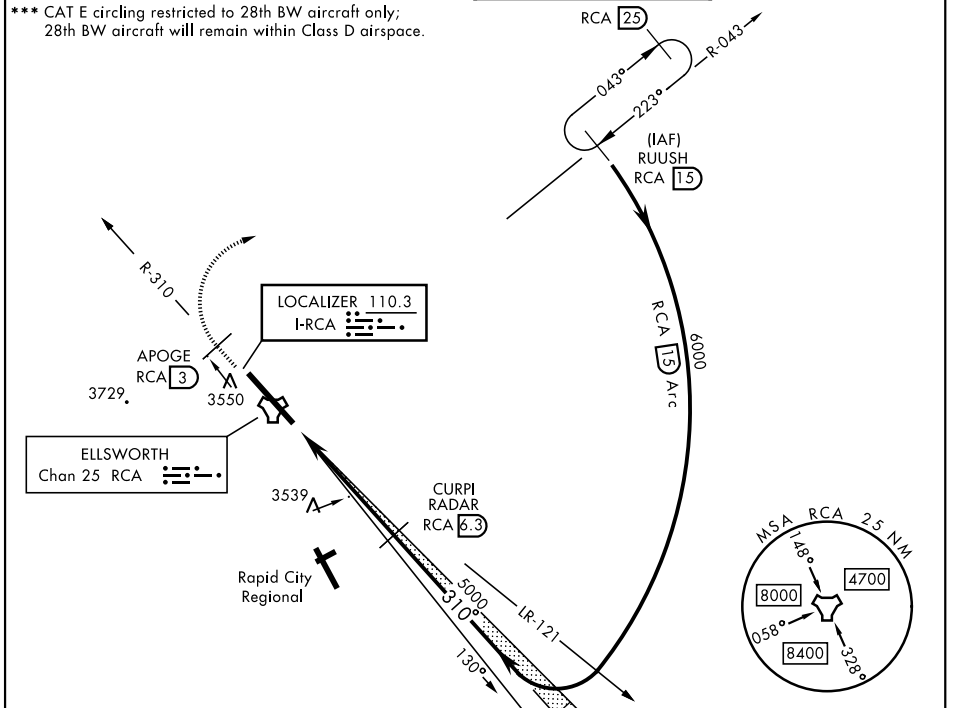 *** CAT E circling restricted to 28th BW aircraft only;
28th BW aircraft will remain within Class D airspace.
RCA 25
R-043
043°
223°
(IAF)
RUUSH
RCA 15
R-310
LOCALIZER 110.3
I-RCA
APOGE
RCA 3
3550
3729
RCA 15 Arc
6000
ELLSWORTH
Chan 25 RCA
3539
CURPI
RADAR
RCA 6.3
Rapid City
Regional
5000
310°
LR-121
130°
MSA RCA 25 NM
148°
4700
8000
058°
8400
328°